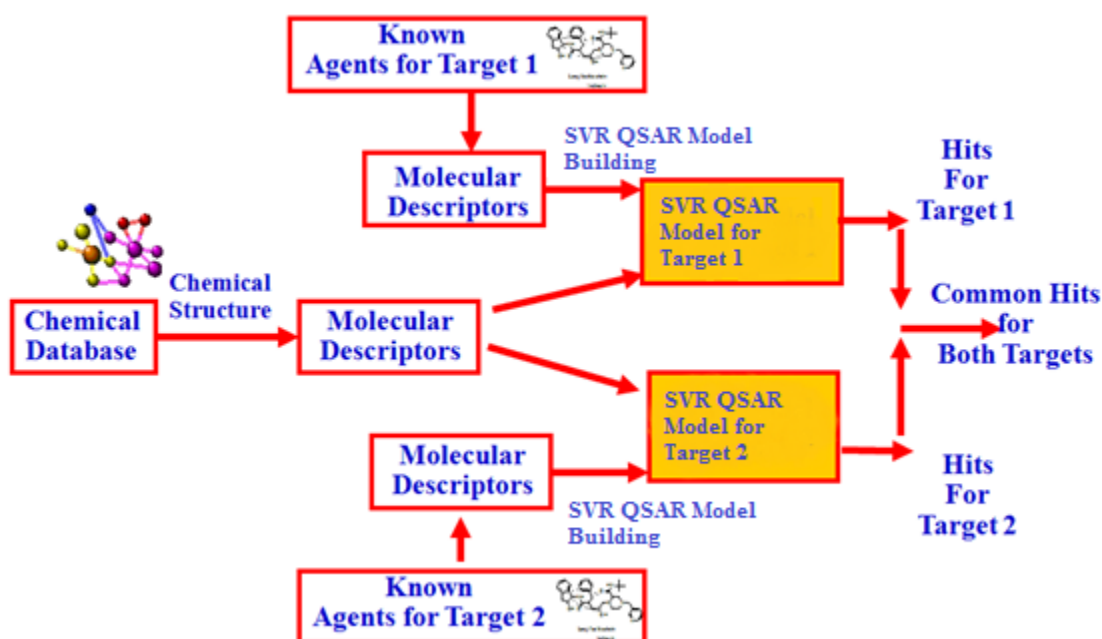 Known
Agents for Target 1
SVR QSAR Model
Building
Molecular
Descriptors
Hits
For
Target 1
SVR QSAR
Model for
Target 1
Chemical
Structure
Chemical
Database
Molecular
Descriptors
Common Hits
for
Both Targets
SVR QSAR
Model for
Target 2
Molecular
Descriptors
SVR QSAR Model
Building
Hits
For
Target 2
Known
Agents for Target 2